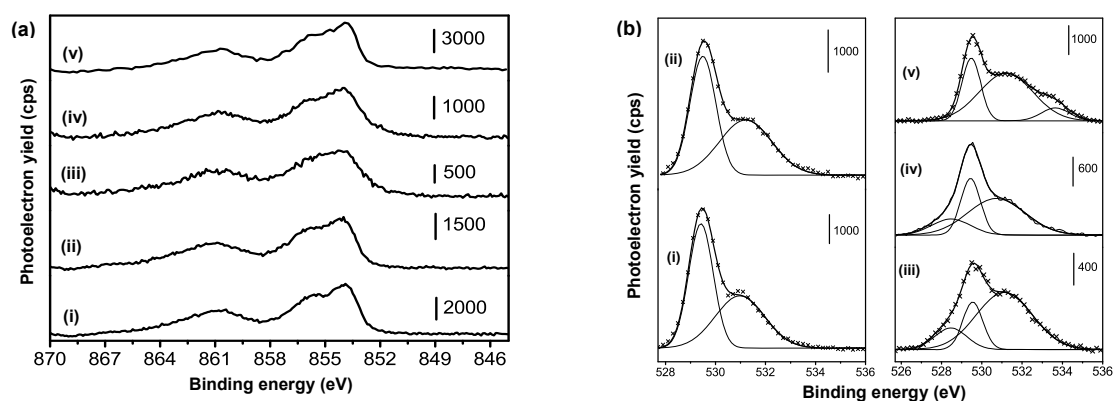 (a)
Photoelectron yield (cps)
(v)
3000
(iv)
1000
(iii)
500
(ii)
1500
(i)
2000
870 867 864 861 858 855 852 849 846
Binding energy (eV)
(b)
Photoelectron yield (cps)
(ii)
1000
(i)
1000
528 530 532 534 536
(v)
1000
(iv)
600
(iii)
400
526 528 530 532 534 536
Binding energy (eV)